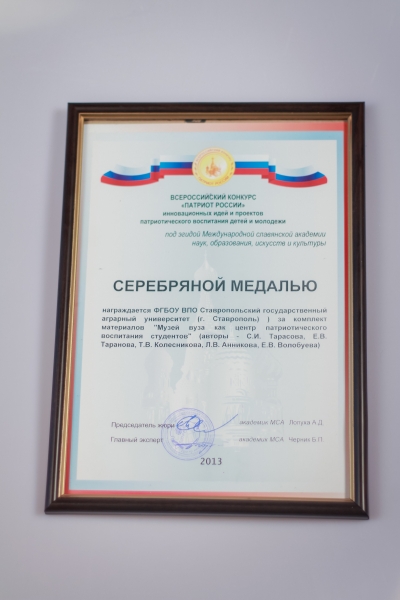 ВСЕРОССИЙСКИЙ КОНКУРС
«ПАТРИОТ РОССИИ»
инновационных идей и проектов
патриотического воспитания детей и молодежи
под эгидой Международной славянской академии
наук, образования, искусств и культуры
СЕРЕБРЯНОЙ МЕДАЛЬЮ
награждается ФГБОУ ВПО Ставропольский государственный
аграрный университет (г. Ставрополь) ) за комплект
материалов "Музей вуза как центр патриотического
воспитания студентов" (авторы - С.И. Тарасова, Е.В.
Таранова, Т.В. Колесникова, Л.В. Анникова, Е.В. Волобуева)
Председатель жюри академик МСА Лопуха А.Д.
Главный эксперт академик МСА Черных Б.П.
2013